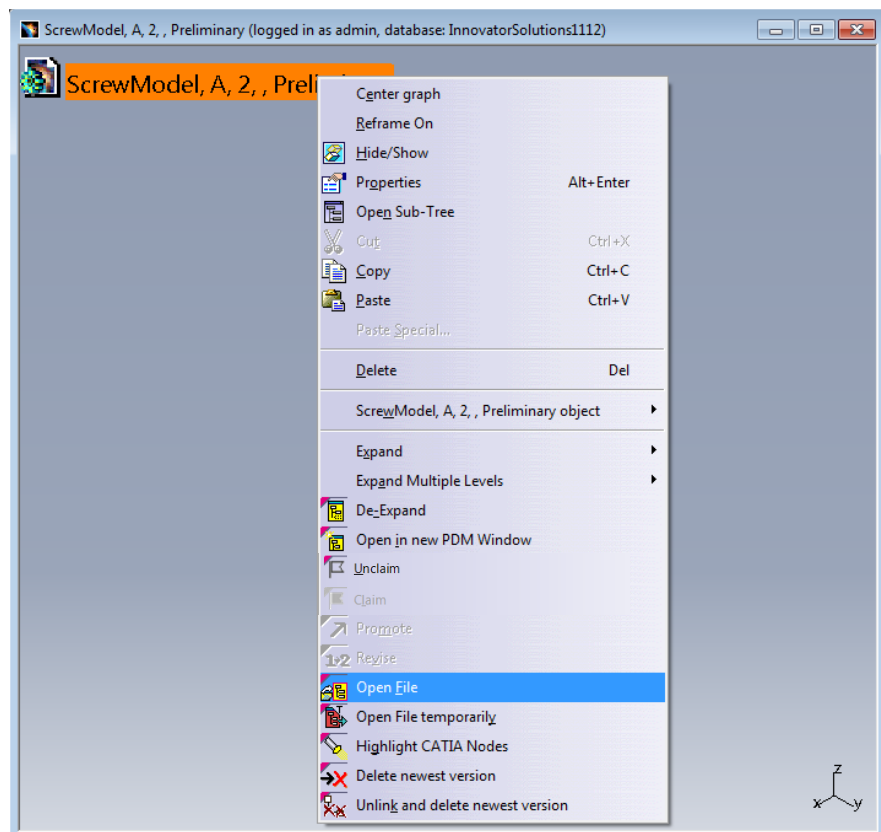 ScrewModel, A, 2, , Preliminary (logged in as admin, database: InnovatorSolutions1112)
ScrewModel, A, 2, , Preli
Center graph
Reframe On
Hide/Show
Properties Alt+Enter
Open Sub-Tree
Cut Ctrl+X
Copy Ctrl+C
Paste Ctrl+V
Paste Special...
Delete Del
ScrewModel, A, 2, , Preliminary object
Expand
Expand Multiple Levels
De-Expand
Open in new PDM Window
Unclaim
Claim
Promote
1▸2 Revise
Open File
Open File temporarily
Highlight CATIA Nodes
Delete newest version
Unlink and delete newest version
z
x y